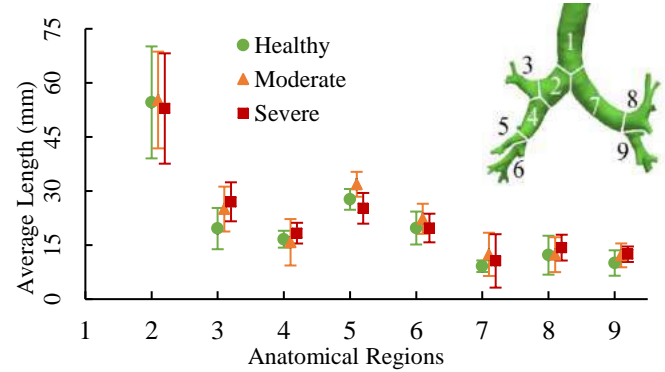 Average Length (mm)
75
60
45
30
15
0
Healthy
Moderate
Severe
1
2
3
4
5
6
7
8
9
1 2 3 4 5 6 7 8 9
Anatomical Regions